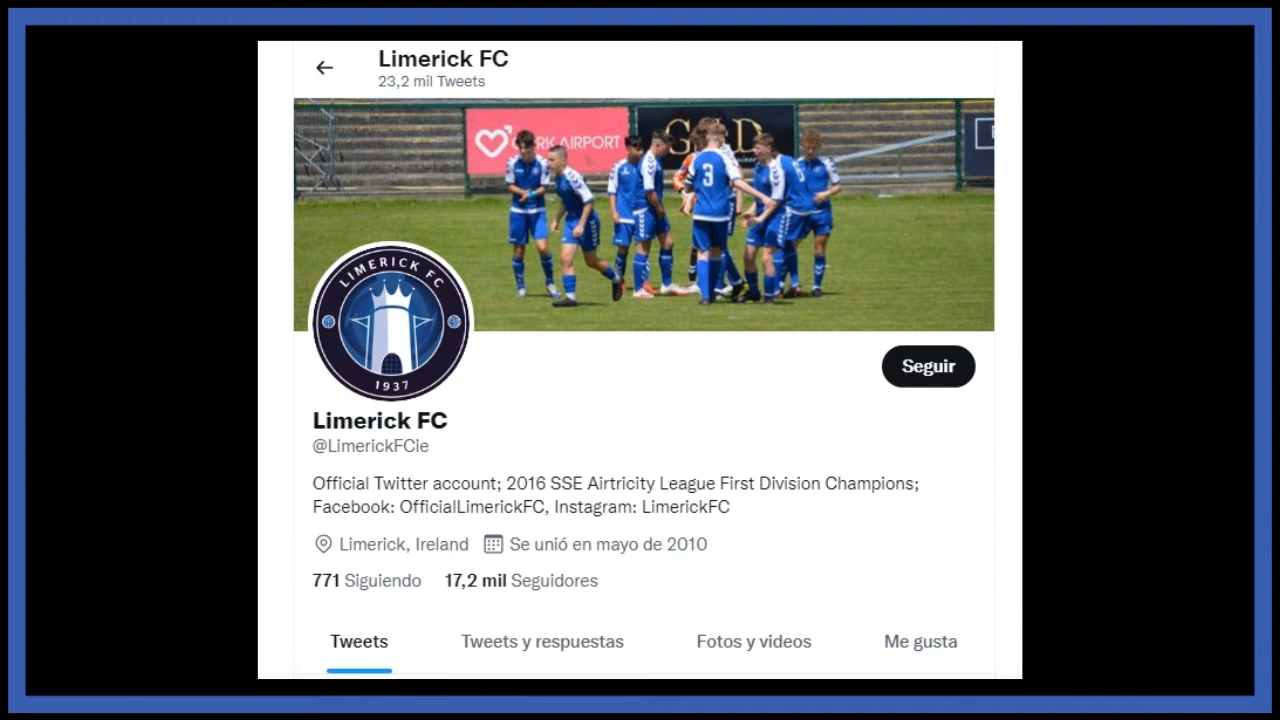 Limerick FC
23,2 mil Tweets
AIRPORT
3
LIMERICK FC
1937
Seguir
Limerick FC
@LimerickFCie
Official Twitter account; 2016 SSE Airtricity League First Division Champions;
Facebook: OfficialLimerickFC, Instagram: LimerickFC
Limerick, Ireland Se unió en mayo de 2010
771 Siguiendo 17,2 mil Seguidores
Tweets Tweets y respuestas Fotos y videos Me gusta